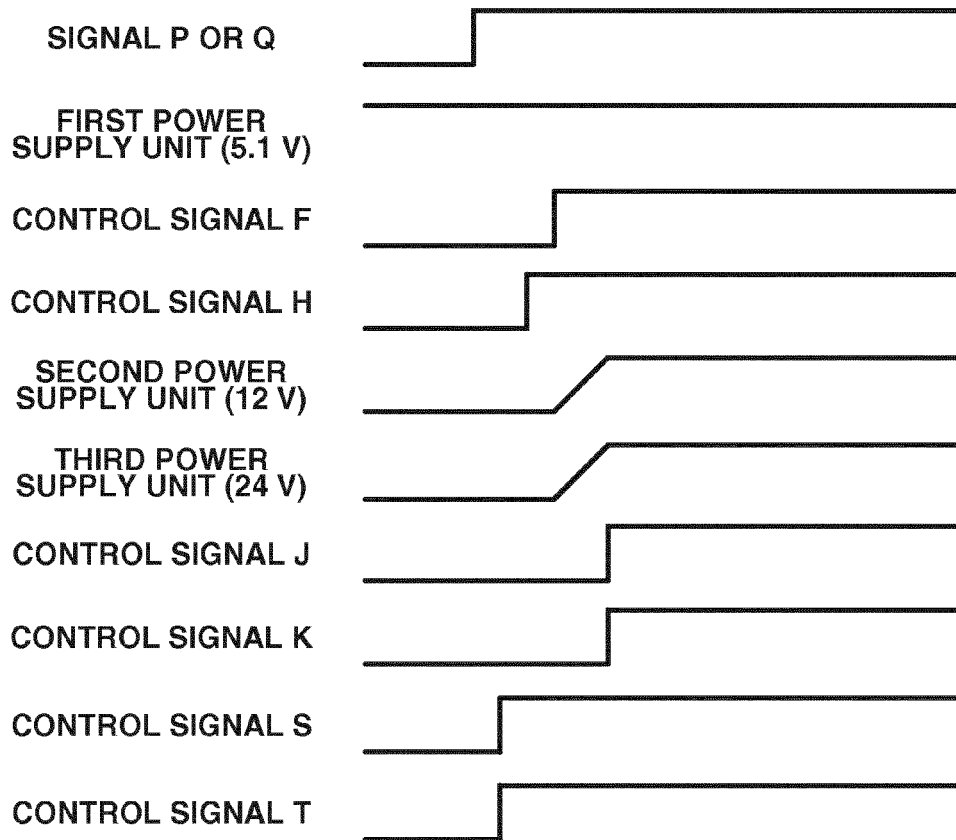 SIGNAL P OR Q
FIRST POWER
SUPPLY UNIT (5.1 V)
CONTROL SIGNAL F
CONTROL SIGNAL H
SECOND POWER
SUPPLY UNIT (12 V)
THIRD POWER
SUPPLY UNIT (24 V)
CONTROL SIGNAL J
CONTROL SIGNAL K
CONTROL SIGNAL S
CONTROL SIGNAL T